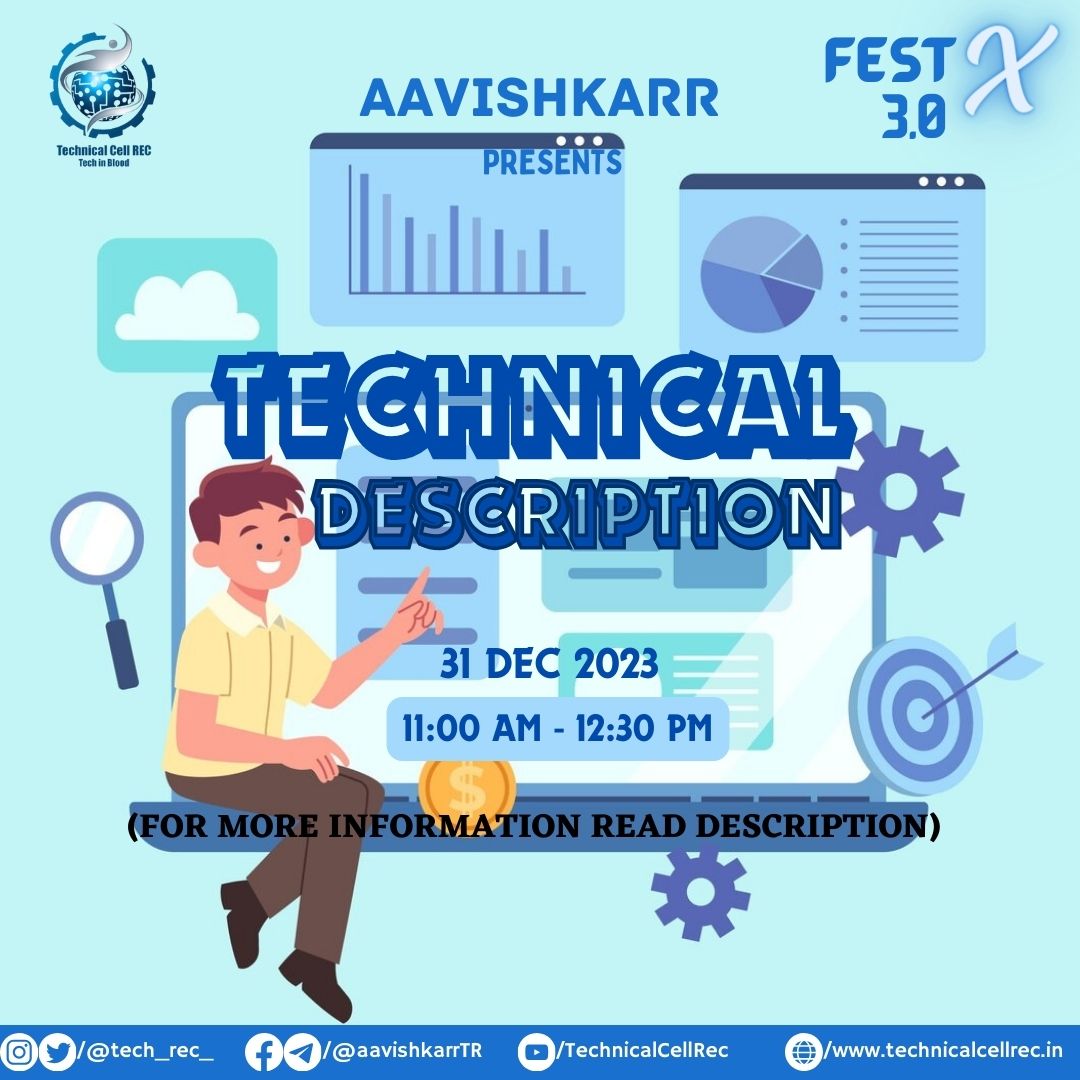 Technical Cell REC
Tech in Blood
AAVISHKARR
PRESENTS
FEST X
3.0
TECHNICAL
DESCRIPTION
31 DEC 2023
11:00 AM - 12:30 PM
$
(FOR MORE INFORMATION READ DESCRIPTION)
/@tech_rec_ /@aavishkarrTR /TechnicalCellRec /www.technicalcellrec.in